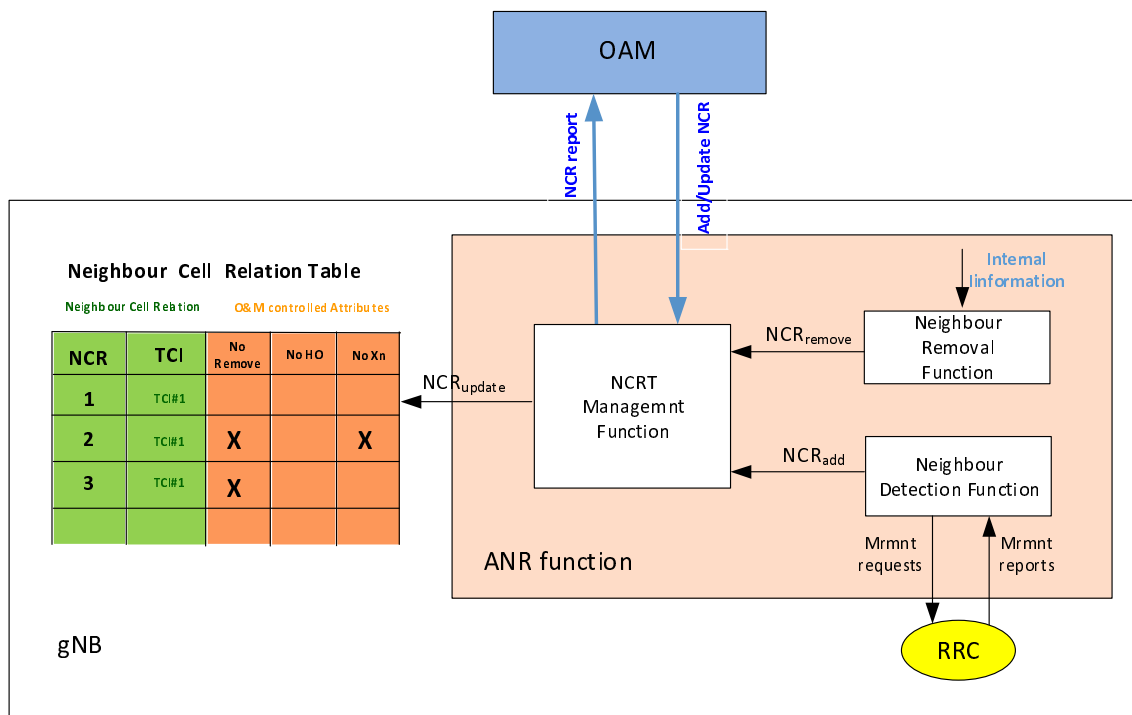 OAM
NCR report
Add/Update NCR
Neighbour Cell Relation Table
Neighbour Cell Relation
O&M controlled Attributes
NCR
TCI
No
Remove
No HO
No Xn
1
TCI#1
2
TCI#1
X
X
3
TCI#1
X
NCRupdate
NCRT
Managemnt
Function
NCRremove
NCRadd
Internal
Iinformation
Neighbour
Removal
Function
Neighbour
Detection Function
Mrmnt
requests
Mrmnt
reports
ANR function
RRC
gNB